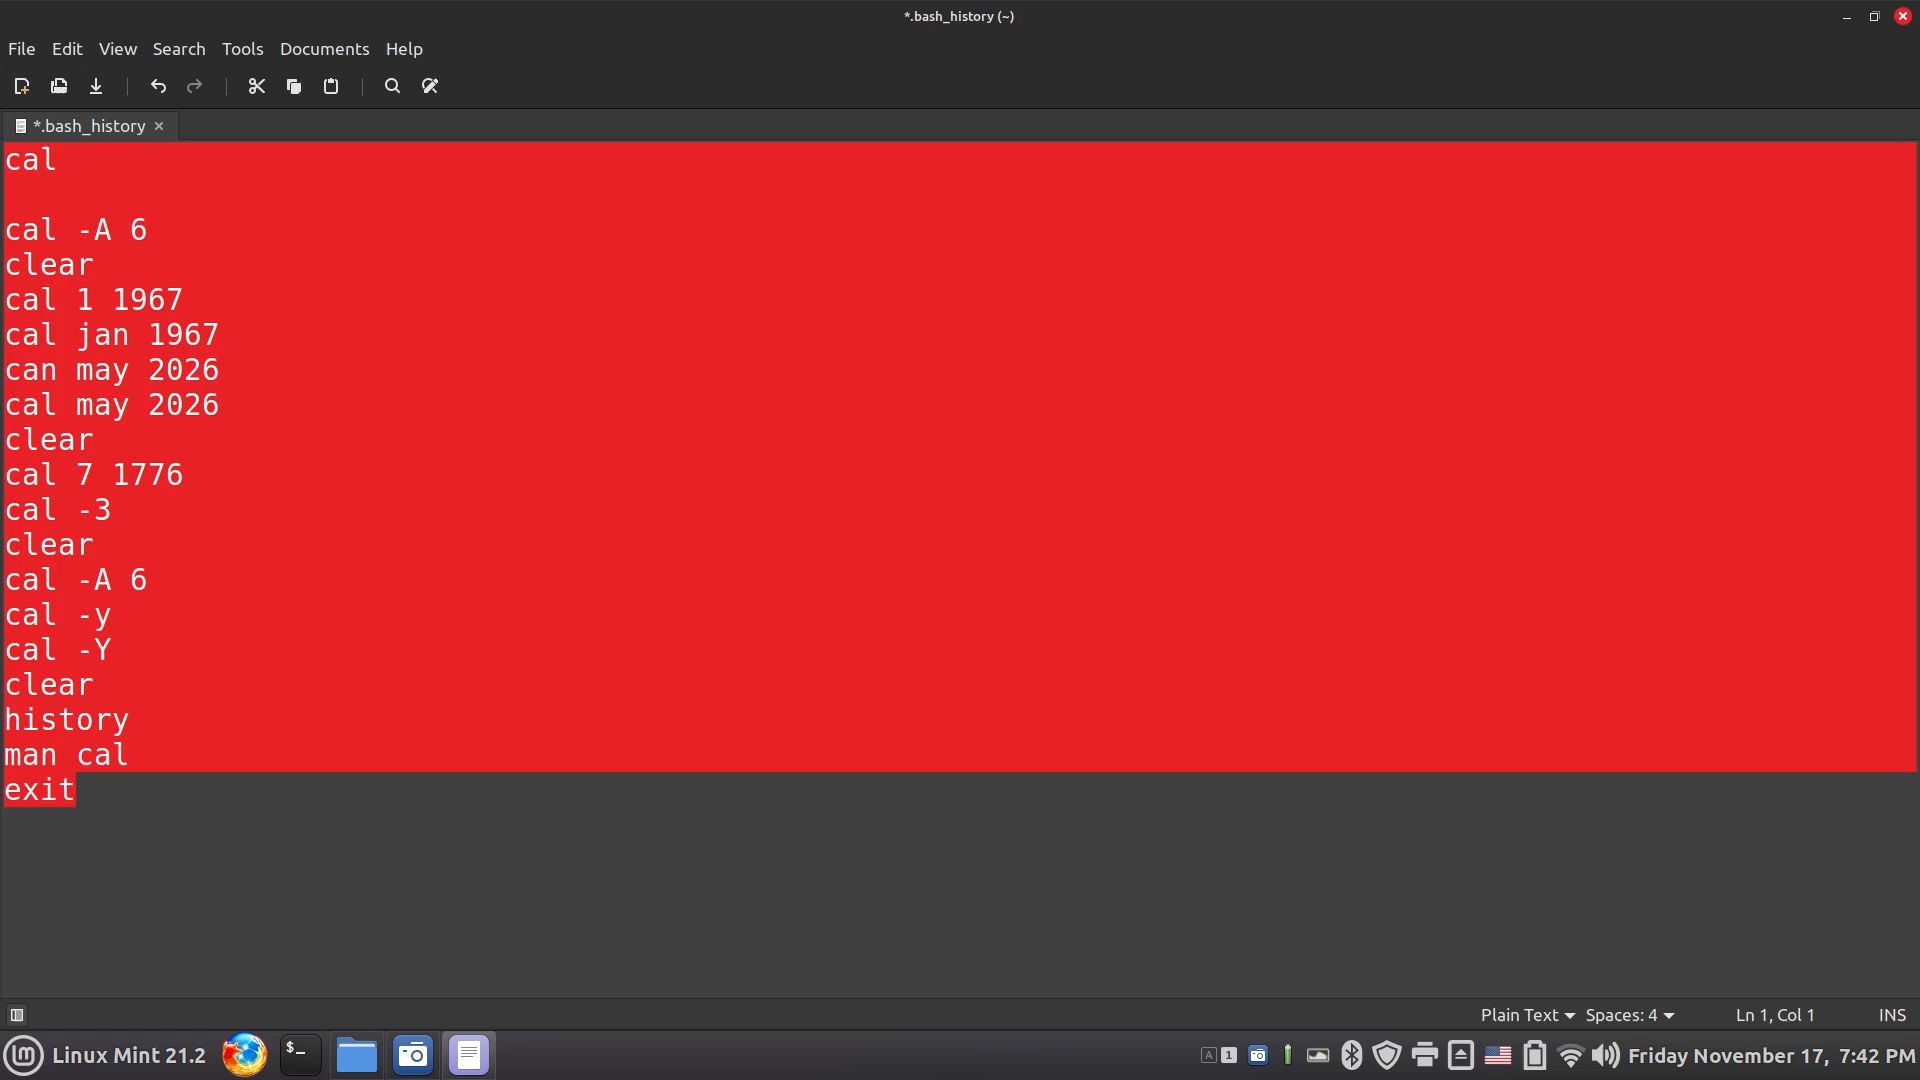 *.bash_history (~)
File Edit View Search Tools Documents Help
*.bash_history
cal
cal -A 6
clear
cal 1 1967
cal jan 1967
can may 2026
cal may 2026
clear
cal 7 1776
cal -3
clear
cal -A 6
cal -y
cal -Y
clear
history
man cal
exit
Plain Text Spaces: 4 Ln 1, Col 1 INS
$_ Linux Mint 21.2 A 1 Friday November 17, 7:42 PM